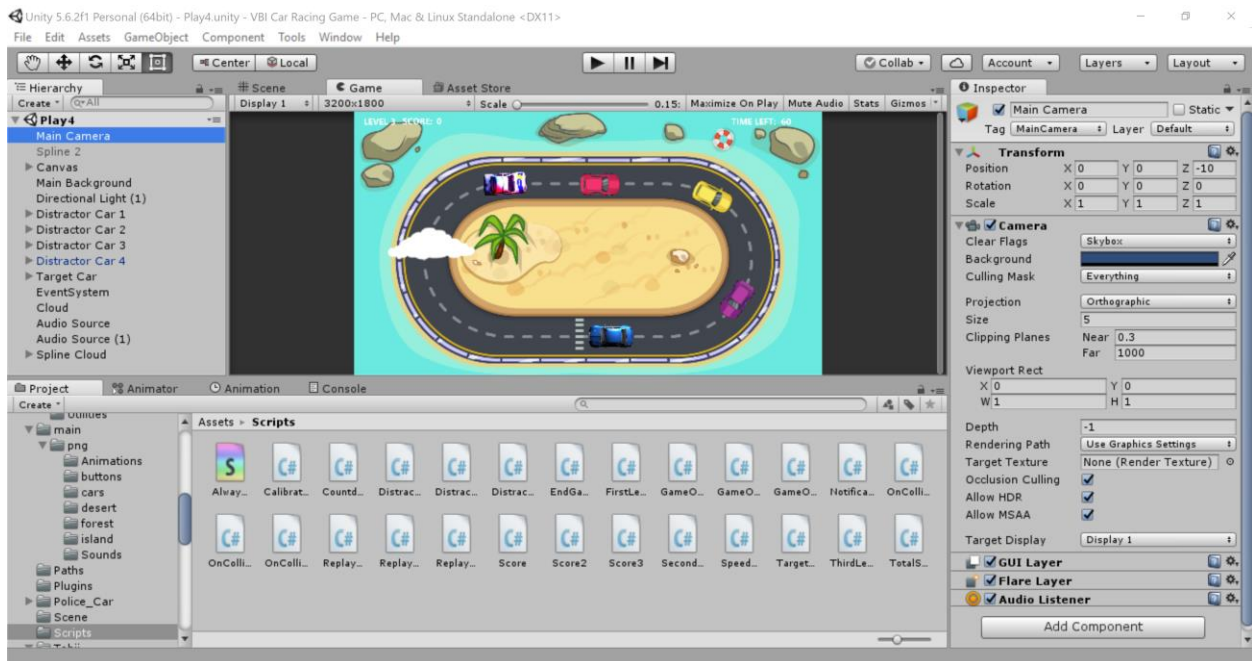 Unity 5.6.2f1 Personal (64bit) - Play4.unity - VBI Car Racing Game - PC, Mac & Linux Standalone <DX11>
File Edit Assets GameObject Component Tools Window Help
Center Local Collab Account Layers Layout
Hierarchy
Create All
Play4
Main Camera
Spline 2
Canvas
Main Background
Directional Light (1)
Distractor Car 1
Distractor Car 2
Distractor Car 3
Distractor Car 4
Target Car
EventSystem
Cloud
Audio Source
Audio Source (1)
Spline Cloud
Scene Game Asset Store
Display 1 3200x1800 Scale 0.15: Maximize On Play Mute Audio Stats Gizmos
LEVEL 1 SCORE: 0 TIME LEFT: 60
Project Animator Animation Console
Create
Utilities
main
png
Animations
buttons
cars
desert
forest
island
Sounds
Paths
Plugins
Police_Car
Scene
Scripts
Assets Scripts
S C# C# C# C# C# C# C# C# C# C# C# C#
Alway... Calibrat... Countd... Distrac... Distrac... Distrac... EndGa... FirstLe... GameO... GameO... GameO... Notifica... OnColli...
C# C# C# C# C# C# C# C# C# C# C# C# C#
OnColli... OnColli... Replay... Replay... Replay... Score Score2 Score3 Second... Speed... Target... ThirdLe... TotalS...
Inspector
Main Camera Static
Tag MainCamera Layer Default
Transform
Position X 0 Y 0 Z -10
Rotation X 0 Y 0 Z 0
Scale X 1 Y 1 Z 1
Camera
Clear Flags Skybox
Background
Culling Mask Everything
Projection Orthographic
Size 5
Clipping Planes Near 0.3
Far 1000
Viewport Rect
X 0 Y 0
W 1 H 1
Depth -1
Rendering Path Use Graphics Settings
Target Texture None (Render Texture)
Occlusion Culling
Allow HDR
Allow MSAA
Target Display Display 1
GUI Layer
Flare Layer
Audio Listener
Add Component